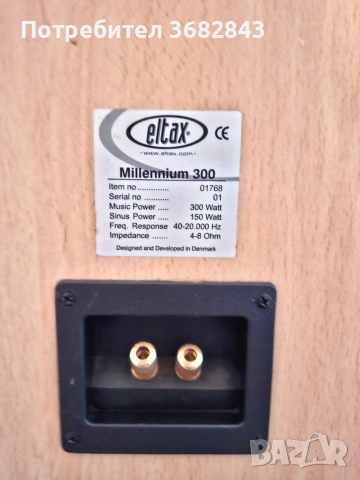 Потребител 3682843
eltax®
· www.eltax.com ·
CE
Millennium 300
Item no .............. 01768
Serial no ............ 01
Music Power ..... 300 Watt
Sinus Power ..... 150 Watt
Freq. Response 40-20.000 Hz
Impedance ....... 4-8 Ohm
Designed and Developed in Denmark
BAZAR